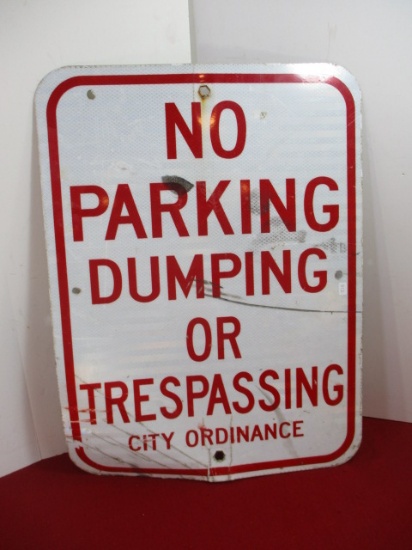 NO
PARKING
DUMPING
OR
TRESPASSING
CITY ORDINANCE